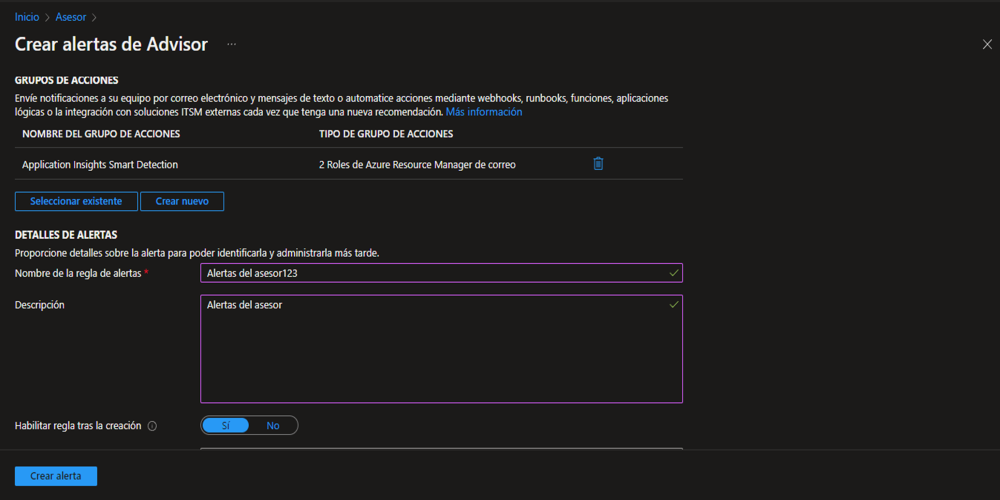 Inicio > Asesor >
Crear alertas de Advisor ...
GRUPOS DE ACCIONES
Envíe notificaciones a su equipo por correo electrónico y mensajes de texto o automatice acciones mediante webhooks, runbooks, funciones, aplicaciones
lógicas o la integración con soluciones ITSM externas cada vez que tenga una nueva recomendación. Más información
NOMBRE DEL GRUPO DE ACCIONES TIPO DE GRUPO DE ACCIONES
Application Insights Smart Detection 2 Roles de Azure Resource Manager de correo
Seleccionar existente Crear nuevo
DETALLES DE ALERTAS
Proporcione detalles sobre la alerta para poder identificarla y administrarla más tarde.
Nombre de la regla de alertas * Alertas del asesor123
Descripción Alertas del asesor
Habilitar regla tras la creación Sí No
Crear alerta